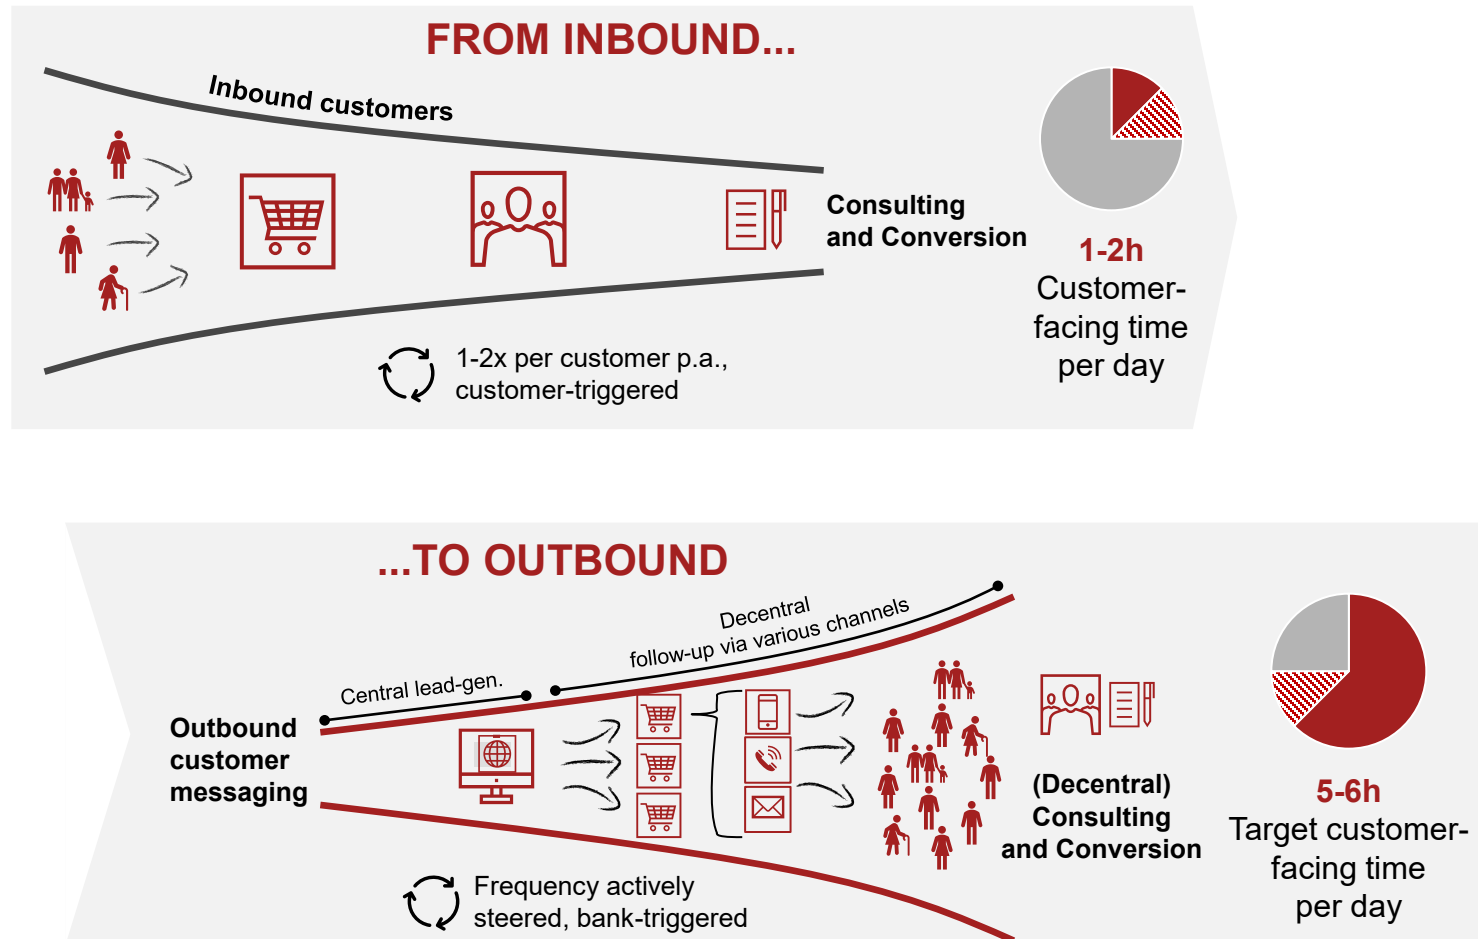 FROM INBOUND...
Inbound customers
Consulting
and Conversion
1-2h
Customer-
facing time
per day
1-2x per customer p.a.,
customer-triggered
...TO OUTBOUND
Decentral
follow-up via various channels
Central lead-gen.
Outbound
customer
messaging
(Decentral)
Consulting
and Conversion
5-6h
Target customer-
facing time
per day
Frequency actively
steered, bank-triggered